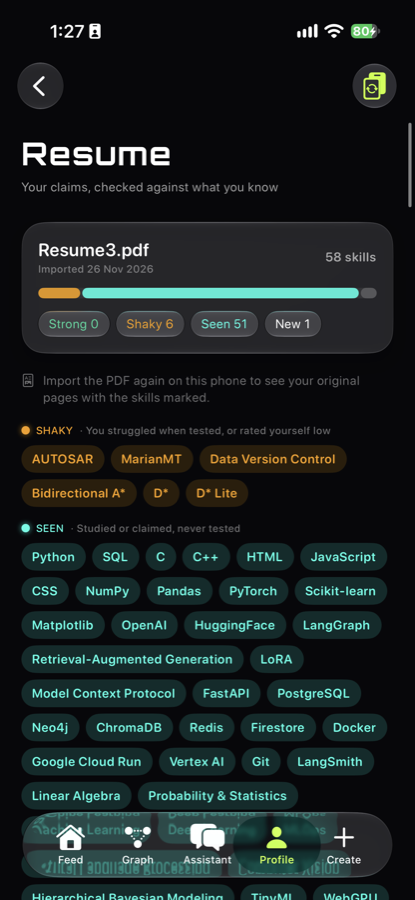 1:27
80
Resume
Your claims, checked against what you know
Resume3.pdf
58 skills
Imported 26 Nov 2026
Strong 0
Shaky 6
Seen 51
New 1
Import the PDF again on this phone to see your original
pages with the skills marked.
SHAKY · You struggled when tested, or rated yourself low
AUTOSAR MarianMT Data Version Control
Bidirectional A* D* D* Lite
SEEN · Studied or claimed, never tested
Python SQL C C++ HTML JavaScript
CSS NumPy Pandas PyTorch Scikit-learn
Matplotlib OpenAI HuggingFace LangGraph
Retrieval-Augmented Generation LoRA
Model Context Protocol FastAPI PostgreSQL
Neo4j ChromaDB Redis Firestore Docker
Google Cloud Run Vertex AI Git LangSmith
Linear Algebra Probability & Statistics
Feed Graph Assistant Profile Create
Hierarchical Bayesian Modeling TinyML WebGPU